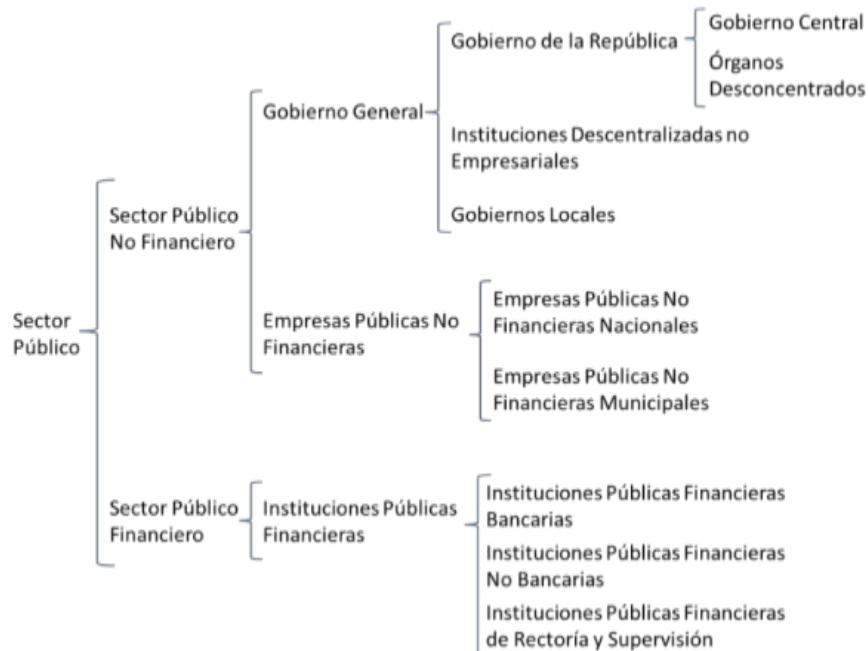 Sector
Público
Sector Público
No Financiero
Gobierno General
Gobierno de la República
Gobierno Central
Órganos
Desconcentrados
Instituciones Descentralizadas no
Empresariales
Gobiernos Locales
Empresas Públicas No
Financieras
Empresas Públicas No
Financieras Nacionales
Empresas Públicas No
Financieras Municipales
Sector Público
Financiero
Instituciones Públicas
Financieras
Instituciones Públicas Financieras
Bancarias
Instituciones Públicas Financieras
No Bancarias
Instituciones Públicas Financieras
de Rectoría y Supervisión